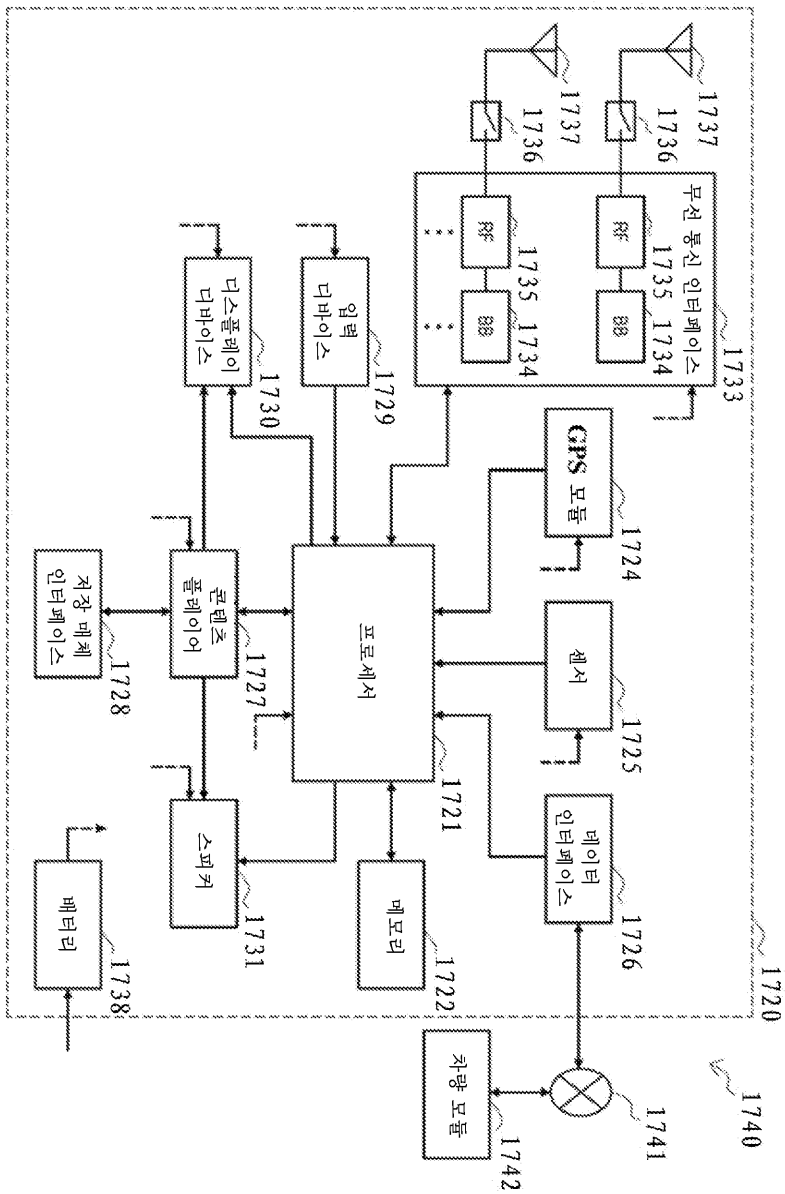 1720
1740
1737
1736
1737
1736
무선 통신 인터페이스
1733
RF
1735
BB
1734
RF
1735
BB
1734
...
...
GPS 모듈
1724
센서
1725
데이터
인터페이스
1726
1741
차량 모듈
1742
프로세서
1721
메모리
1722
입력
디바이스
1729
디스플레이
디바이스
1730
콘텐츠
플레이어
1727
스피커
1731
저장 매체
인터페이스
1728
배터리
1738